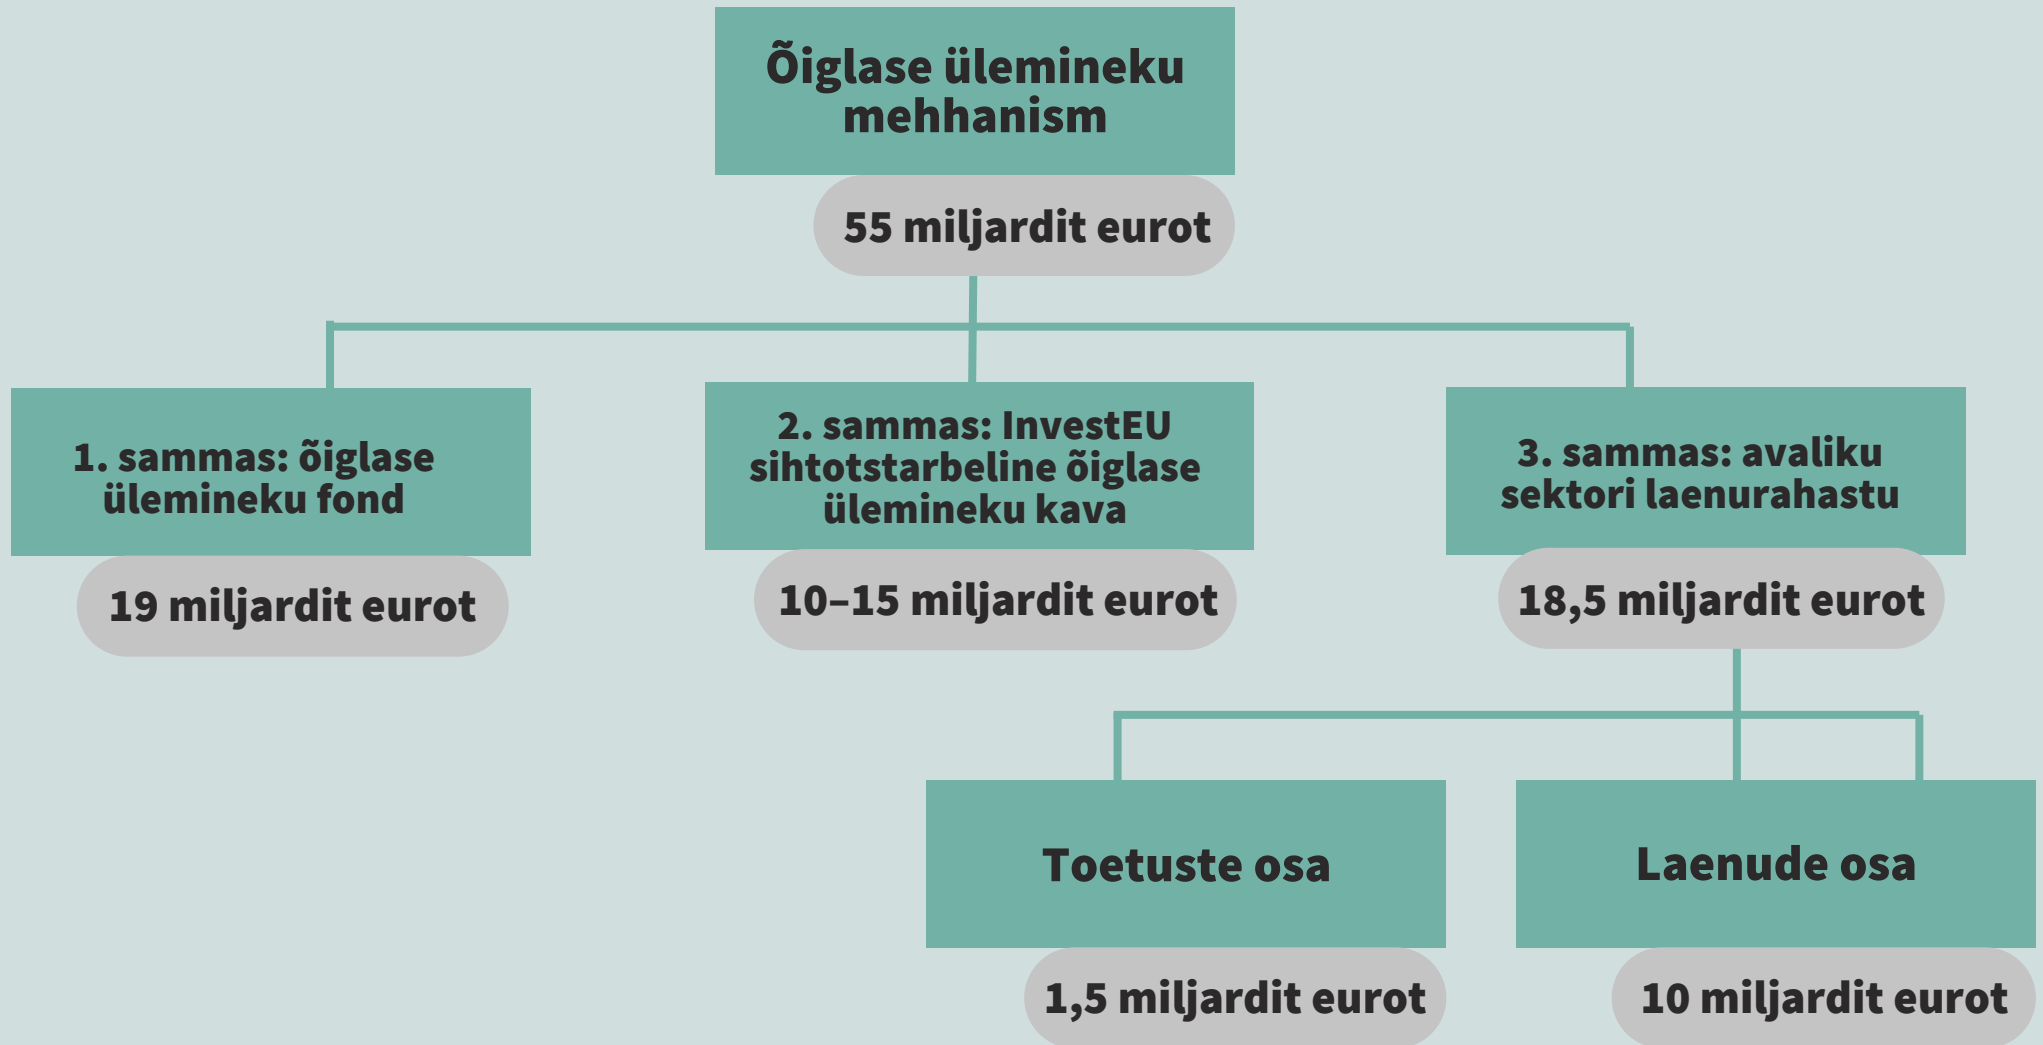 Õiglase ülemineku
mehhanism
55 miljardit eurot
1. sammas: õiglase
ülemineku fond
19 miljardit eurot
2. sammas: InvestEU
sihtotstarbeline õiglase
ülemineku kava
10–15 miljardit eurot
3. sammas: avaliku
sektori laenurahastu
18,5 miljardit eurot
Toetuste osa
1,5 miljardit eurot
Laenude osa
10 miljardit eurot